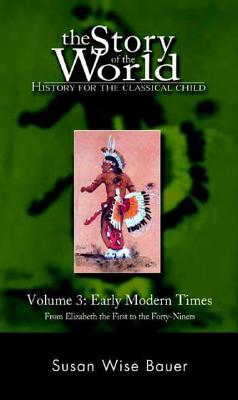 the Story
of the
World
HISTORY FOR THE CLASSICAL CHILD
Volume 3: Early Modern Times
From Elizabeth the First to the Forty-Niners
Susan Wise Bauer